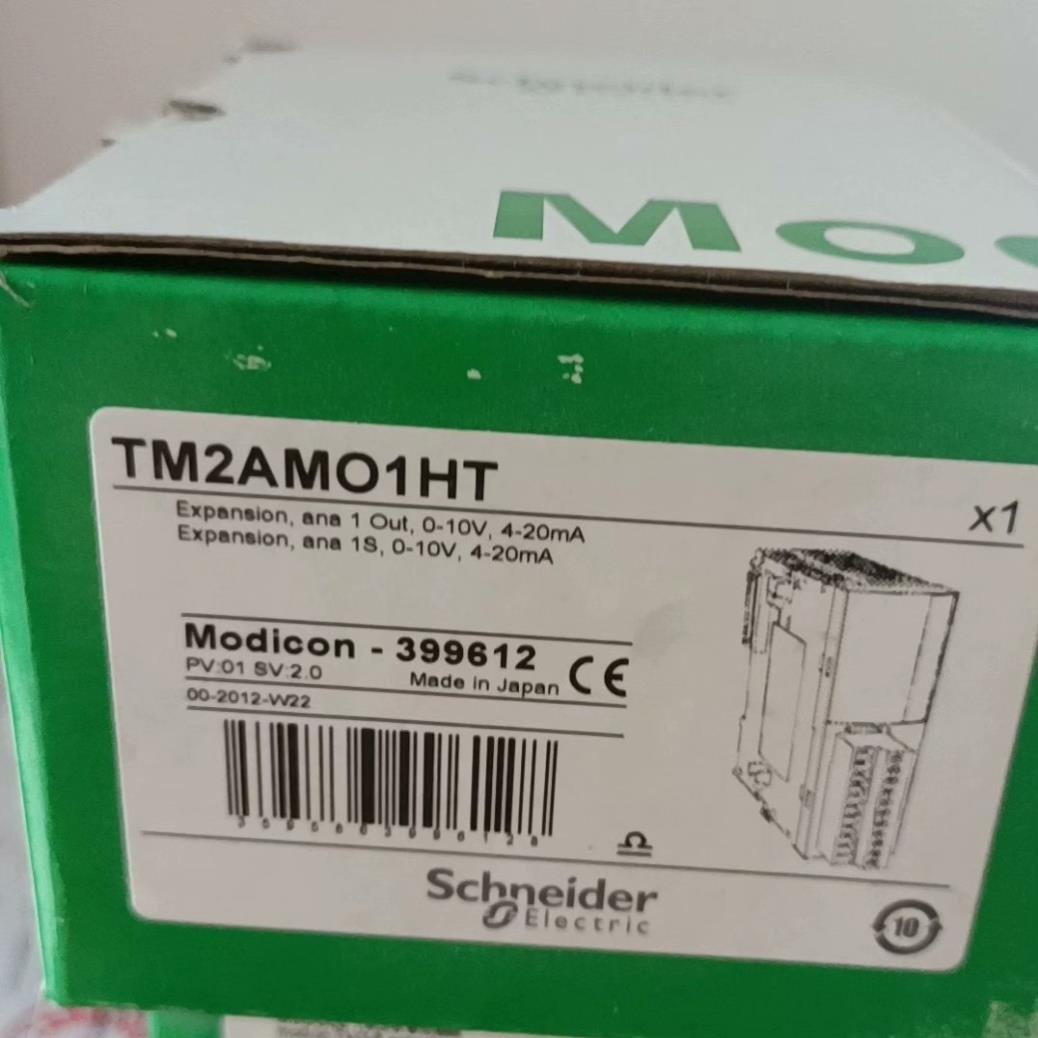 Mo
TM2AMO1HT
x1
Expansion, ana 1 Out, 0-10V, 4-20mA
Expansion, ana 1S, 0-10V, 4-20mA
Modicon - 399612
PV:01 SV:2.0
Made in Japan
CE
00-2012-W22
Schneider
Electric
10